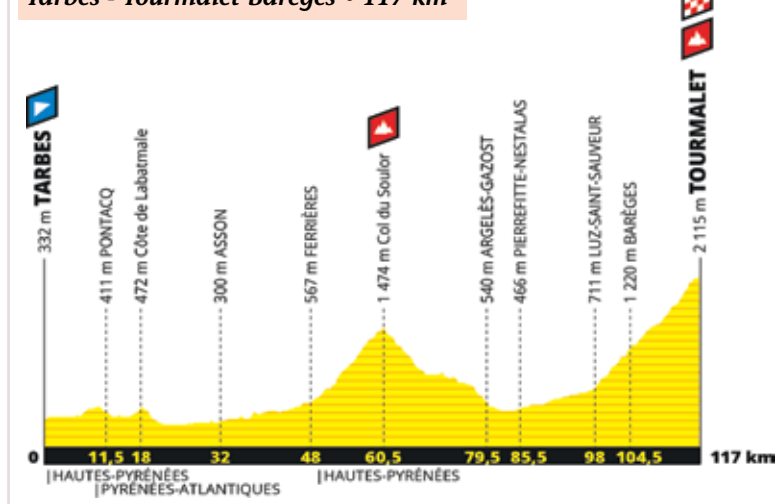 Tarbes - Tourmalet Barèges • 117 km
332 m TARBES
411 m PONTACQ
472 m Côte de Labatmale
300 m ASSON
567 m FERRIÈRES
1 474 m Col du Soulor
540 m ARGELÈS-GAZOST
466 m PIERREFITTE-NESTALAS
711 m LUZ-SAINT-SAUVEUR
1 220 m BARÈGES
2 115 m TOURMALET
0 11,5 18 32 48 60,5 79,5 85,5 98 104,5 117 km
|HAUTES-PYRÉNÉES |HAUTES-PYRÉNÉES
|PYRÉNÉES-ATLANTIQUES